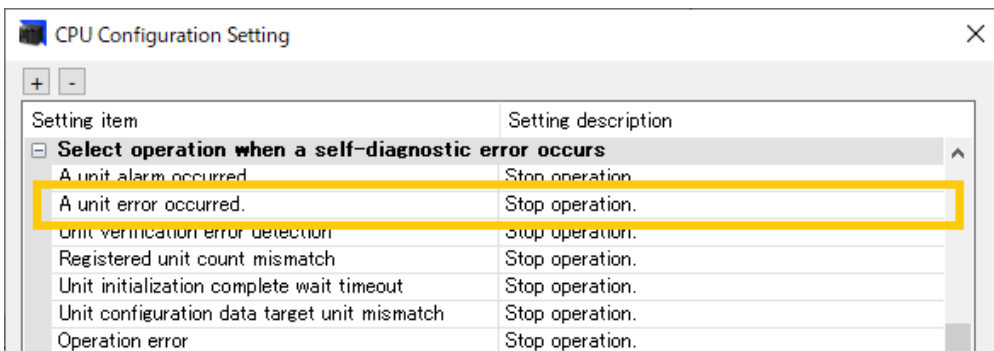 CPU Configuration Setting
+ -
Setting item Setting description
Select operation when a self-diagnostic error occurs
A unit alarm occurred. Stop operation.
A unit error occurred. Stop operation.
Unit verification error detection Stop operation.
Registered unit count mismatch Stop operation.
Unit initialization complete wait timeout Stop operation.
Unit configuration data target unit mismatch Stop operation.
Operation error Stop operation.